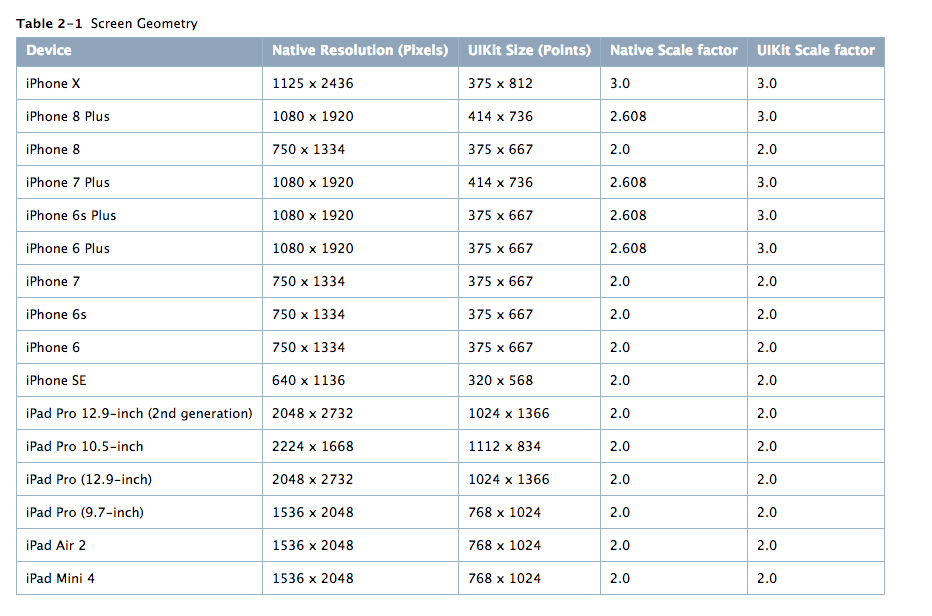 Table 2-1 Screen Geometry
Device Native Resolution (Pixels) UIKit Size (Points) Native Scale factor UIKit Scale factor
iPhone X 1125 x 2436 375 x 812 3.0 3.0
iPhone 8 Plus 1080 x 1920 414 x 736 2.608 3.0
iPhone 8 750 x 1334 375 x 667 2.0 2.0
iPhone 7 Plus 1080 x 1920 414 x 736 2.608 3.0
iPhone 6s Plus 1080 x 1920 375 x 667 2.608 3.0
iPhone 6 Plus 1080 x 1920 375 x 667 2.608 3.0
iPhone 7 750 x 1334 375 x 667 2.0 2.0
iPhone 6s 750 x 1334 375 x 667 2.0 2.0
iPhone 6 750 x 1334 375 x 667 2.0 2.0
iPhone SE 640 x 1136 320 x 568 2.0 2.0
iPad Pro 12.9-inch (2nd generation) 2048 x 2732 1024 x 1366 2.0 2.0
iPad Pro 10.5-inch 2224 x 1668 1112 x 834 2.0 2.0
iPad Pro (12.9-inch) 2048 x 2732 1024 x 1366 2.0 2.0
iPad Pro (9.7-inch) 1536 x 2048 768 x 1024 2.0 2.0
iPad Air 2 1536 x 2048 768 x 1024 2.0 2.0
iPad Mini 4 1536 x 2048 768 x 1024 2.0 2.0